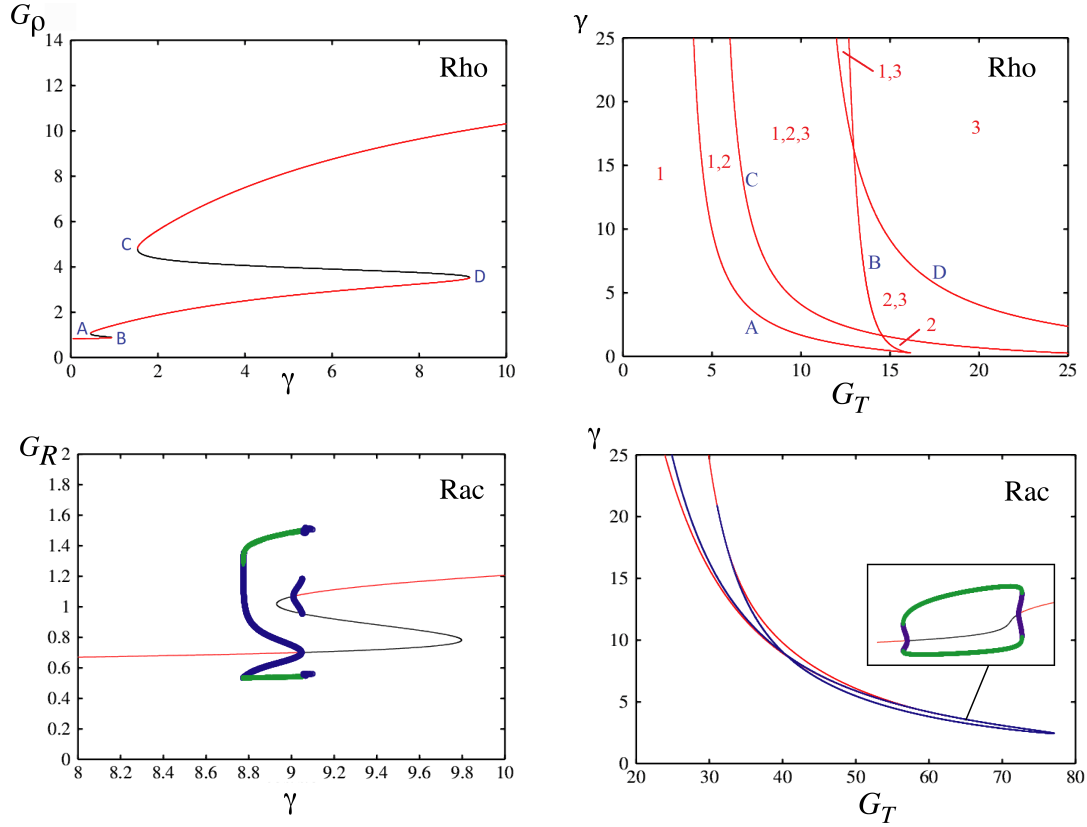 Gρ
14
12
10
8
6
4
2
0
0 2 4 6 8 10
γ
Rho
A
B
C
D
γ
25
20
15
10
5
0
0 5 10 15 20 25
G_T
Rho
1,3
1,2,3
3
1
1,2
C
B
D
2,3
A
2
G_R
2
1.8
1.6
1.4
1.2
1
0.8
0.6
0.4
0.2
0
8 8.2 8.4 8.6 8.8 9 9.2 9.4 9.6 9.8 10
γ
Rac
γ
25
20
15
10
5
0
20 30 40 50 60 70 80
G_T
Rac